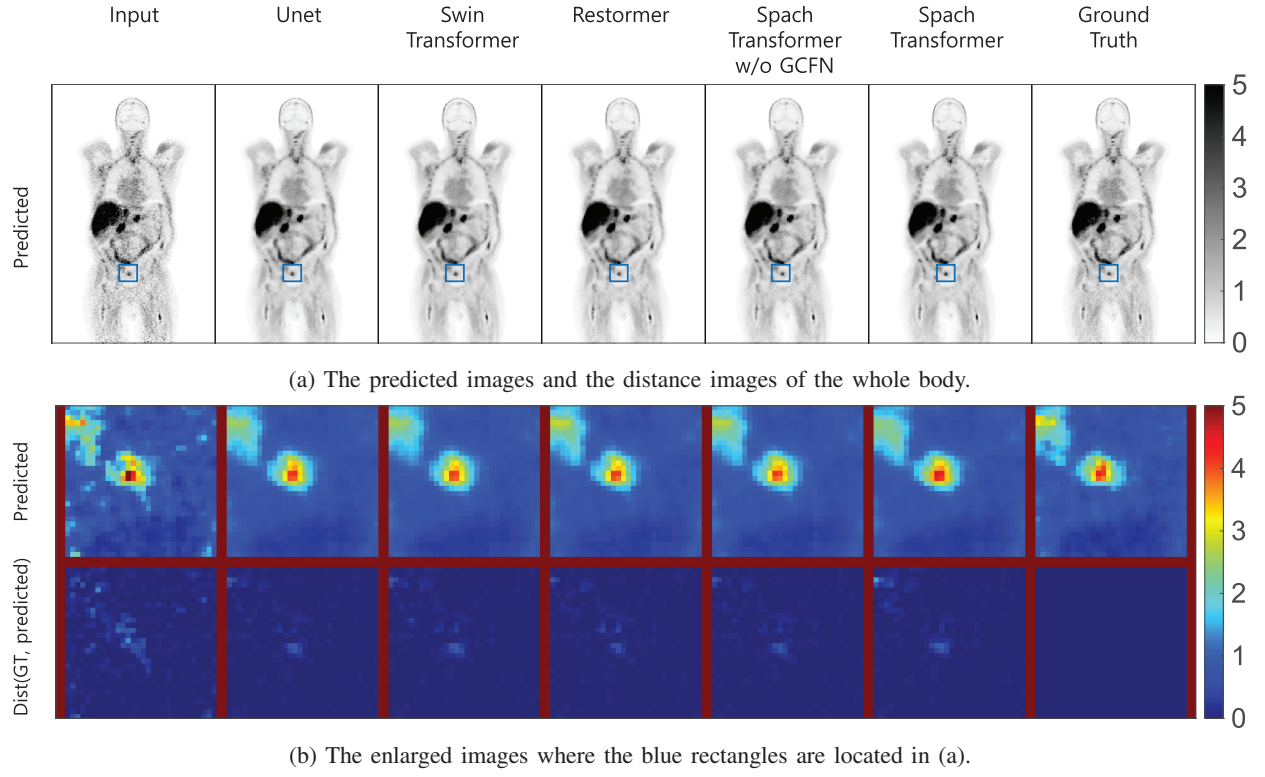 Input
Unet
Swin
Transformer
Restormer
Spach
Transformer
w/o GCFN
Spach
Transformer
Ground
Truth
Predicted
5
4
3
2
1
0
(a) The predicted images and the distance images of the whole body.
Predicted
Dist(GT, predicted)
5
4
3
2
1
0
(b) The enlarged images where the blue rectangles are located in (a).